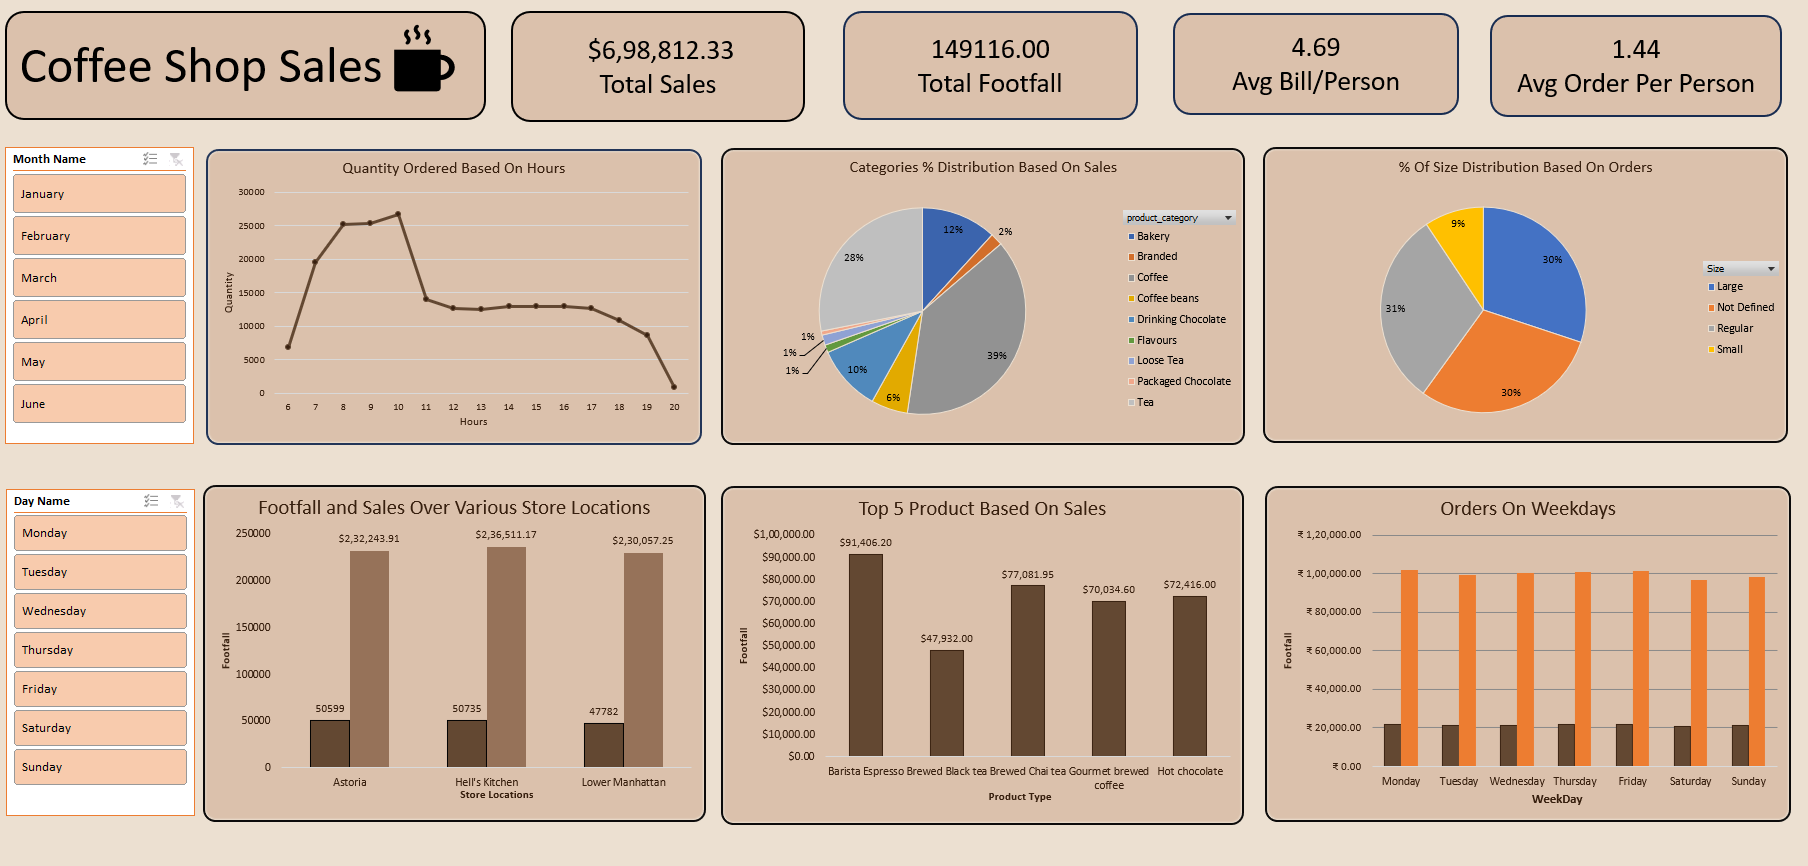 Coffee Shop Sales
$6,98,812.33
Total Sales
149116.00
Total Footfall
4.69
Avg Bill/Person
1.44
Avg Order Per Person
Month Name
January
February
March
April
May
June
Quantity Ordered Based On Hours
30000
25000
20000
15000
10000
5000
0
Quantity
6 7 8 9 10 11 12 13 14 15 16 17 18 19 20
Hours
Categories % Distribution Based On Sales
12%
2%
28%
39%
1%
1%
1%
10%
6%
product_category
Bakery
Branded
Coffee
Coffee beans
Drinking Chocolate
Flavours
Loose Tea
Packaged Chocolate
Tea
% Of Size Distribution Based On Orders
9%
30%
31%
30%
Size
Large
Not Defined
Regular
Small
Day Name
Monday
Tuesday
Wednesday
Thursday
Friday
Saturday
Sunday
Footfall and Sales Over Various Store Locations
250000
200000
150000
100000
50000
0
Footfall
$2,32,243.91
$2,36,511.17
$2,30,057.25
50599
50735
47782
Astoria Hell's Kitchen Lower Manhattan
Store Locations
Top 5 Product Based On Sales
$1,00,000.00
$90,000.00
$80,000.00
$70,000.00
$60,000.00
$50,000.00
$40,000.00
$30,000.00
$20,000.00
$10,000.00
$0.00
Footfall
$91,406.20
$47,932.00
$77,081.95
$70,034.60
$72,416.00
Barista Espresso Brewed Black tea Brewed Chai tea Gourmet brewed Hot chocolate
coffee
Product Type
Orders On Weekdays
₹ 1,20,000.00
₹ 1,00,000.00
₹ 80,000.00
₹ 60,000.00
₹ 40,000.00
₹ 20,000.00
₹ 0.00
Footfall
Monday Tuesday Wednesday Thursday Friday Saturday Sunday
WeekDay